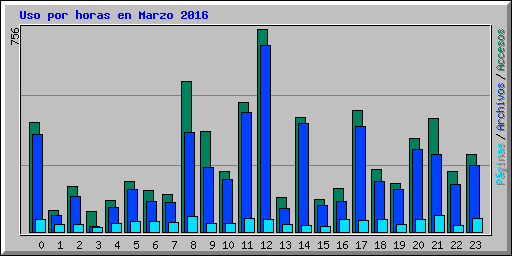 Uso por horas en Marzo 2016
756
Páginas / Archivos / Accesos
0 1 2 3 4 5 6 7 8 9 10 11 12 13 14 15 16 17 18 19 20 21 22 23